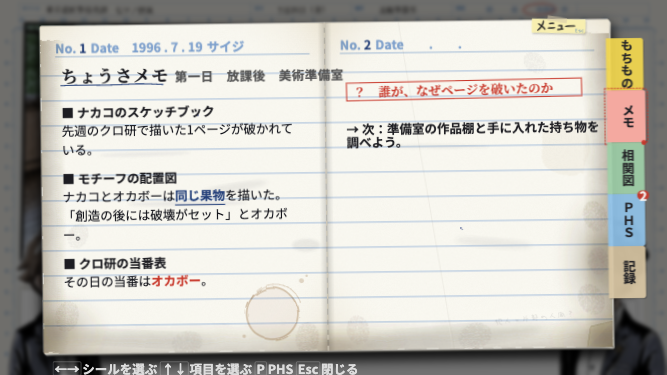 メニュー
No. 1 Date 1996 . 7 . 19 サイジ
ちょうさメモ 第一日 放課後 美術準備室
■ ナカコのスケッチブック
先週のクロ研で描いた1ページが破かれて
いる。
■ モチーフの配置図
ナカコとオカボーは同じ果物を描いた。
「創造の後には破壊がセット」とオカボ
ー。
■ クロ研の当番表
その日の当番はオカボー。
No. 2 Date . .
? 誰が、なぜページを破いたのか
→ 次：準備室の作品棚と手に入れた持ち物を
調べよう。
もちもの
メモ
相関図
2
PHS
記録
←→ シールを選ぶ ↑↓ 項目を選ぶ P PHS Esc 閉じる